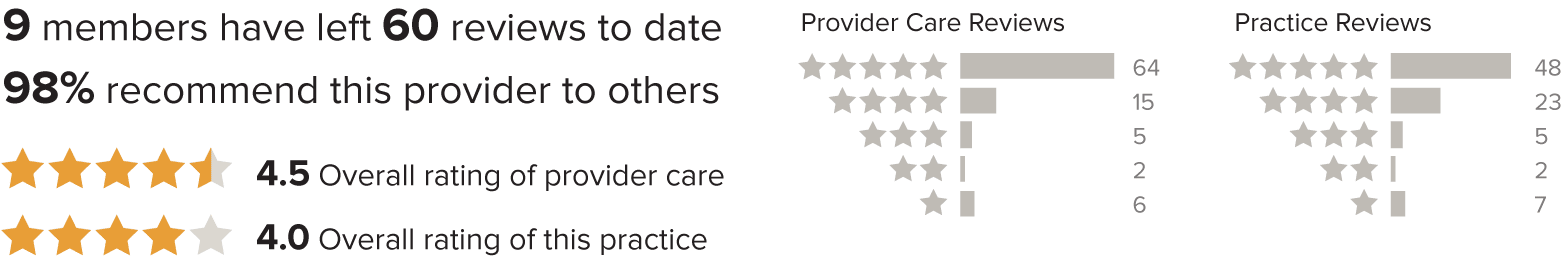 9 members have left 60 reviews to date
98% recommend this provider to others
4.5 Overall rating of provider care
4.0 Overall rating of this practice
Provider Care Reviews
64
15
5
2
6
Practice Reviews
48
23
5
2
7